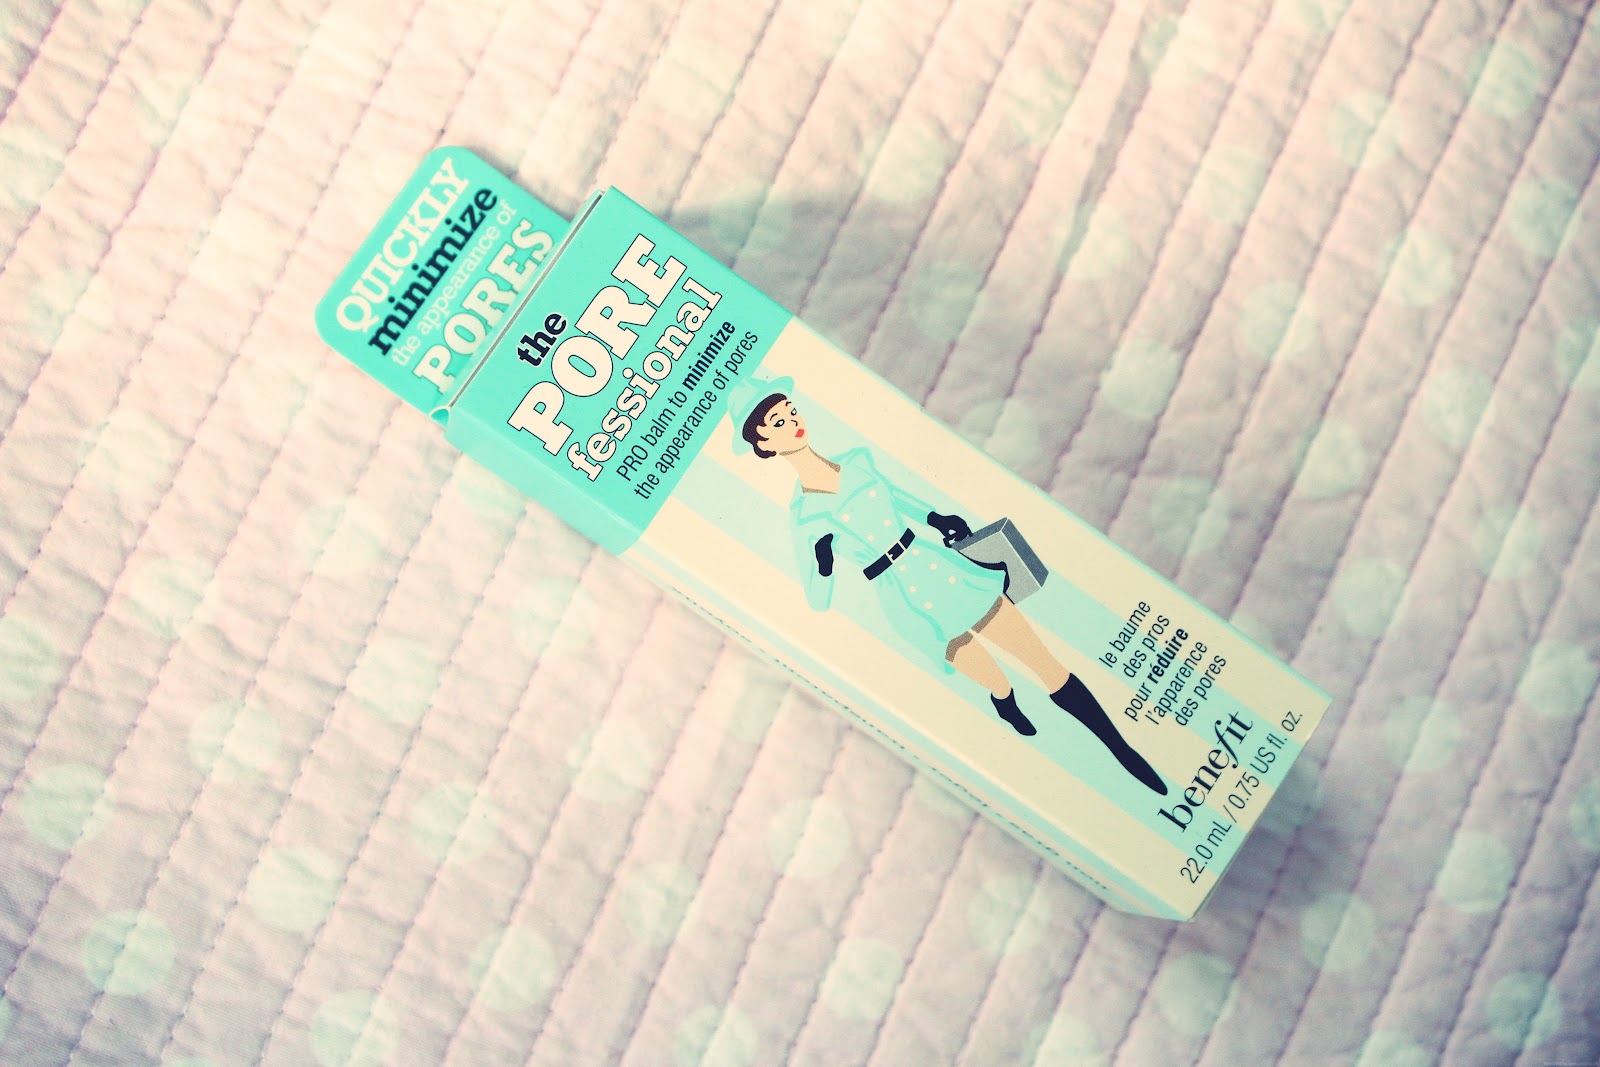 QUICKLY
minimize
the appearance of
PORES
the
PORE
fessional
PRO balm to minimize
the appearance of pores
le baume
des pros
pour réduire
l'apparence
des pores
benefit
22.0 mL / 0.75 US fl. oz.